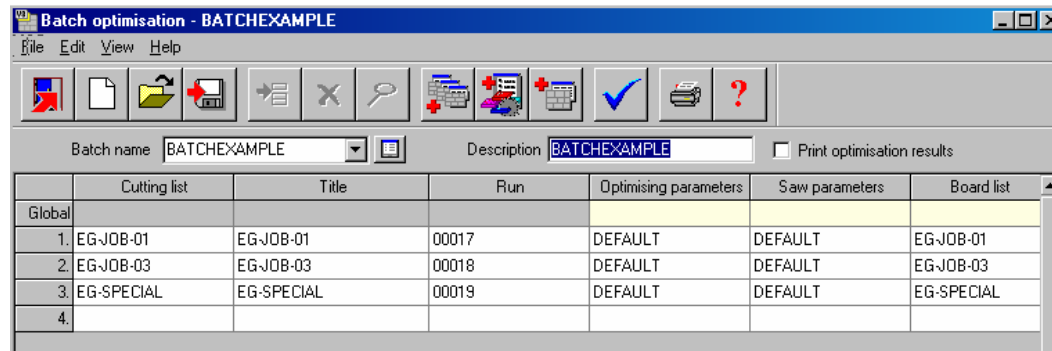 Batch optimisation - BATCHEXAMPLE
File Edit View Help
Batch name BATCHEXAMPLE Description BATCHEXAMPLE Print optimisation results
Cutting list Title Run Optimising parameters Saw parameters Board list
Global
1. EG-JOB-01 EG-JOB-01 00017 DEFAULT DEFAULT EG-JOB-01
2. EG-JOB-03 EG-JOB-03 00018 DEFAULT DEFAULT EG-JOB-03
3. EG-SPECIAL EG-SPECIAL 00019 DEFAULT DEFAULT EG-SPECIAL
4.